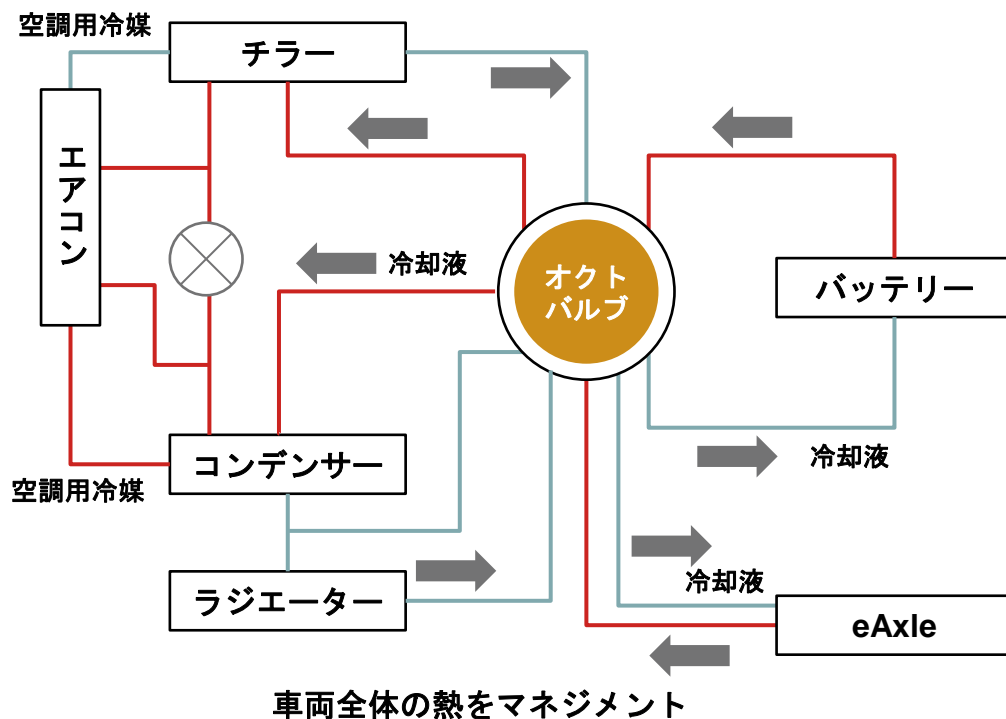 空調用冷媒
チラー
エアコン
冷却液
オクト
バルブ
バッテリー
コンデンサー
冷却液
空調用冷媒
ラジエーター
冷却液
eAxle
車両全体の熱をマネジメント